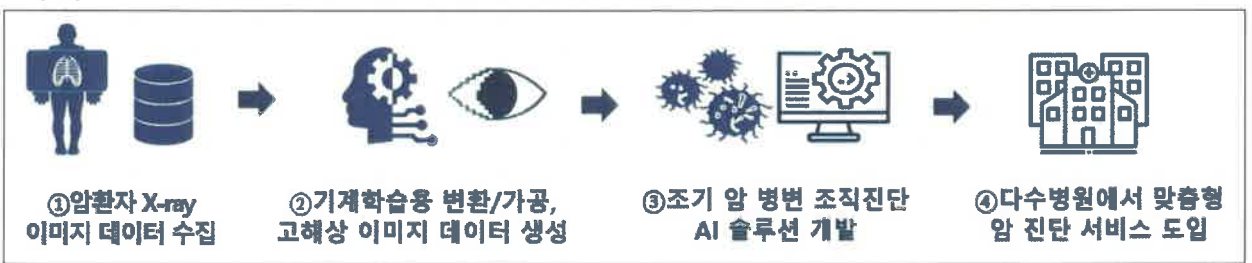 ①암환자 X-ray
이미지 데이터 수집
②기계학습용 변환/가공,
고해상 이미지 데이터 생성
③조기 암 병변 조직진단
AI 솔루션 개발
④다수병원에서 맞춤형
암 진단 서비스 도입